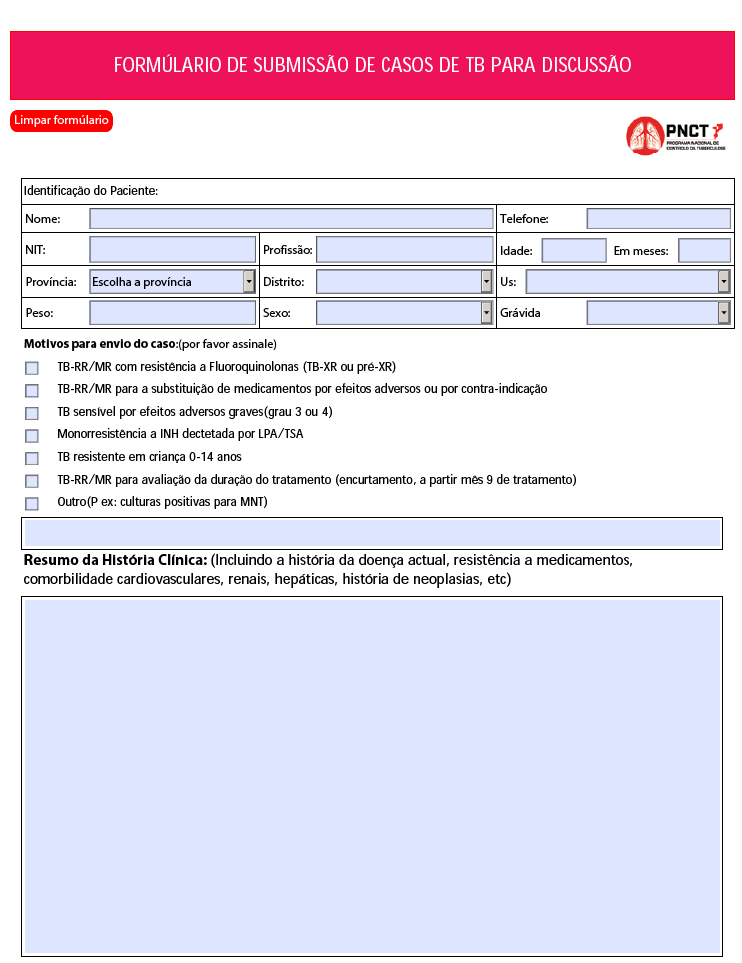 FORMÚLARIO DE SUBMISSÃO DE CASOS DE TB PARA DISCUSSÃO
Limpar formúlario
PNCT
PROGRAMA NACIONAL DE
CONTROLO DA TUBERCULOSE
Identificação do Paciente:
Nome: Telefone:
NIT: Profissão: Idade: Em meses:
Província: Escolha a província Distrito: Us:
Peso: Sexo: Grávida
Motivos para envio do caso:(por favor assinale)
TB-RR/MR com resistência a Fluoroquinolonas (TB-XR ou pré-XR)
TB-RR/MR para a substituição de medicamentos por efeitos adversos ou por contra-indicação
TB sensível por efeitos adversos graves(grau 3 ou 4)
Monorresistência a INH dectetada por LPA/TSA
TB resistente em criança 0-14 anos
TB-RR/MR para avaliação da duração do tratamento (encurtamento, a partir mês 9 de tratamento)
Outro(P ex: culturas positivas para MNT)
Resumo da História Clínica: (Incluindo a história da doença actual, resistência a medicamentos,
comorbilidade cardiovasculares, renais, hepáticas, história de neoplasias, etc)